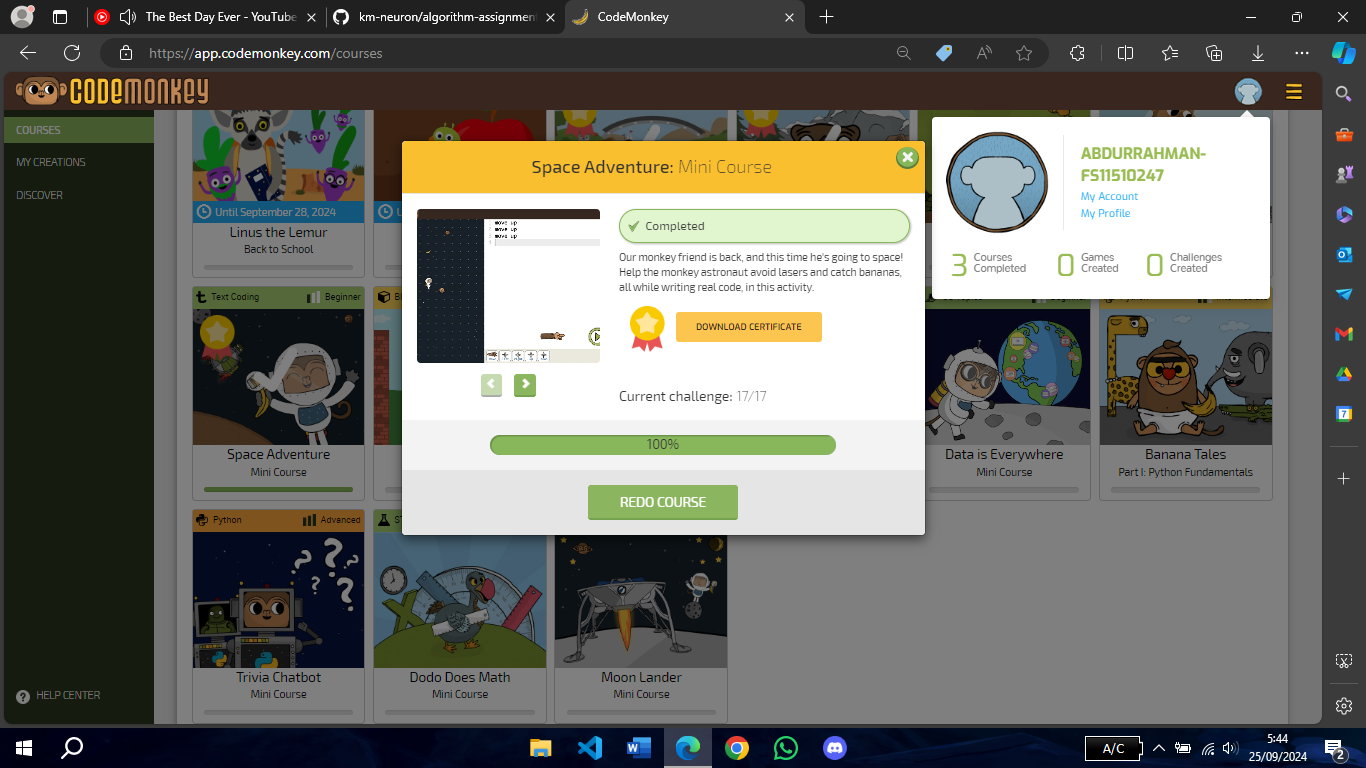 The Best Day Ever - YouTube
km-neuron/algorithm-assignment
CodeMonkey
https://app.codemonkey.com/courses
CODEMONKEY
COURSES
MY CREATIONS
DISCOVER
HELP CENTER
Until September 28, 2024
Linus the Lemur
Back to School
ABDURRAHMAN-
FS11510247
My Account
My Profile
3 Courses Completed
0 Games Created
0 Challenges Created
Space Adventure: Mini Course
move up
move up
move up
Completed
Our monkey friend is back, and this time he's going to space!
Help the monkey astronaut avoid lasers and catch bananas,
all while writing real code, in this activity.
DOWNLOAD CERTIFICATE
Current challenge: 17/17
100%
REDO COURSE
Text Coding
Beginner
Space Adventure
Mini Course
Data is Everywhere
Mini Course
Banana Tales
Part I: Python Fundamentals
Python
Advanced
Trivia Chatbot
Mini Course
Dodo Does Math
Mini Course
Moon Lander
Mini Course
A/C
5:44
25/09/2024
2